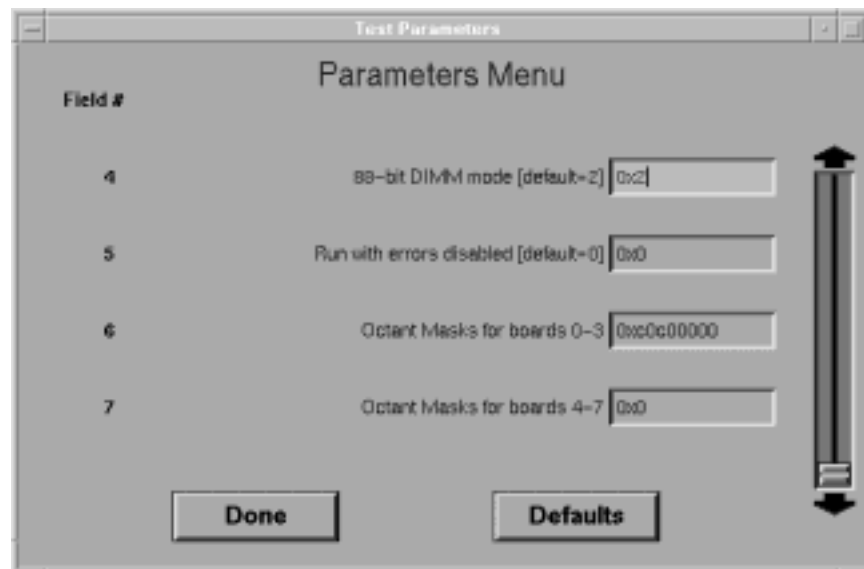 Test Parameters
Parameters Menu
Field #
4 88-bit DIMM mode [default=2] 0x2
5 Run with errors disabled [default=0] 0x0
6 Octant Masks for boards 0-3 0xc0c00000
7 Octant Masks for boards 4-7 0x0
Done Defaults